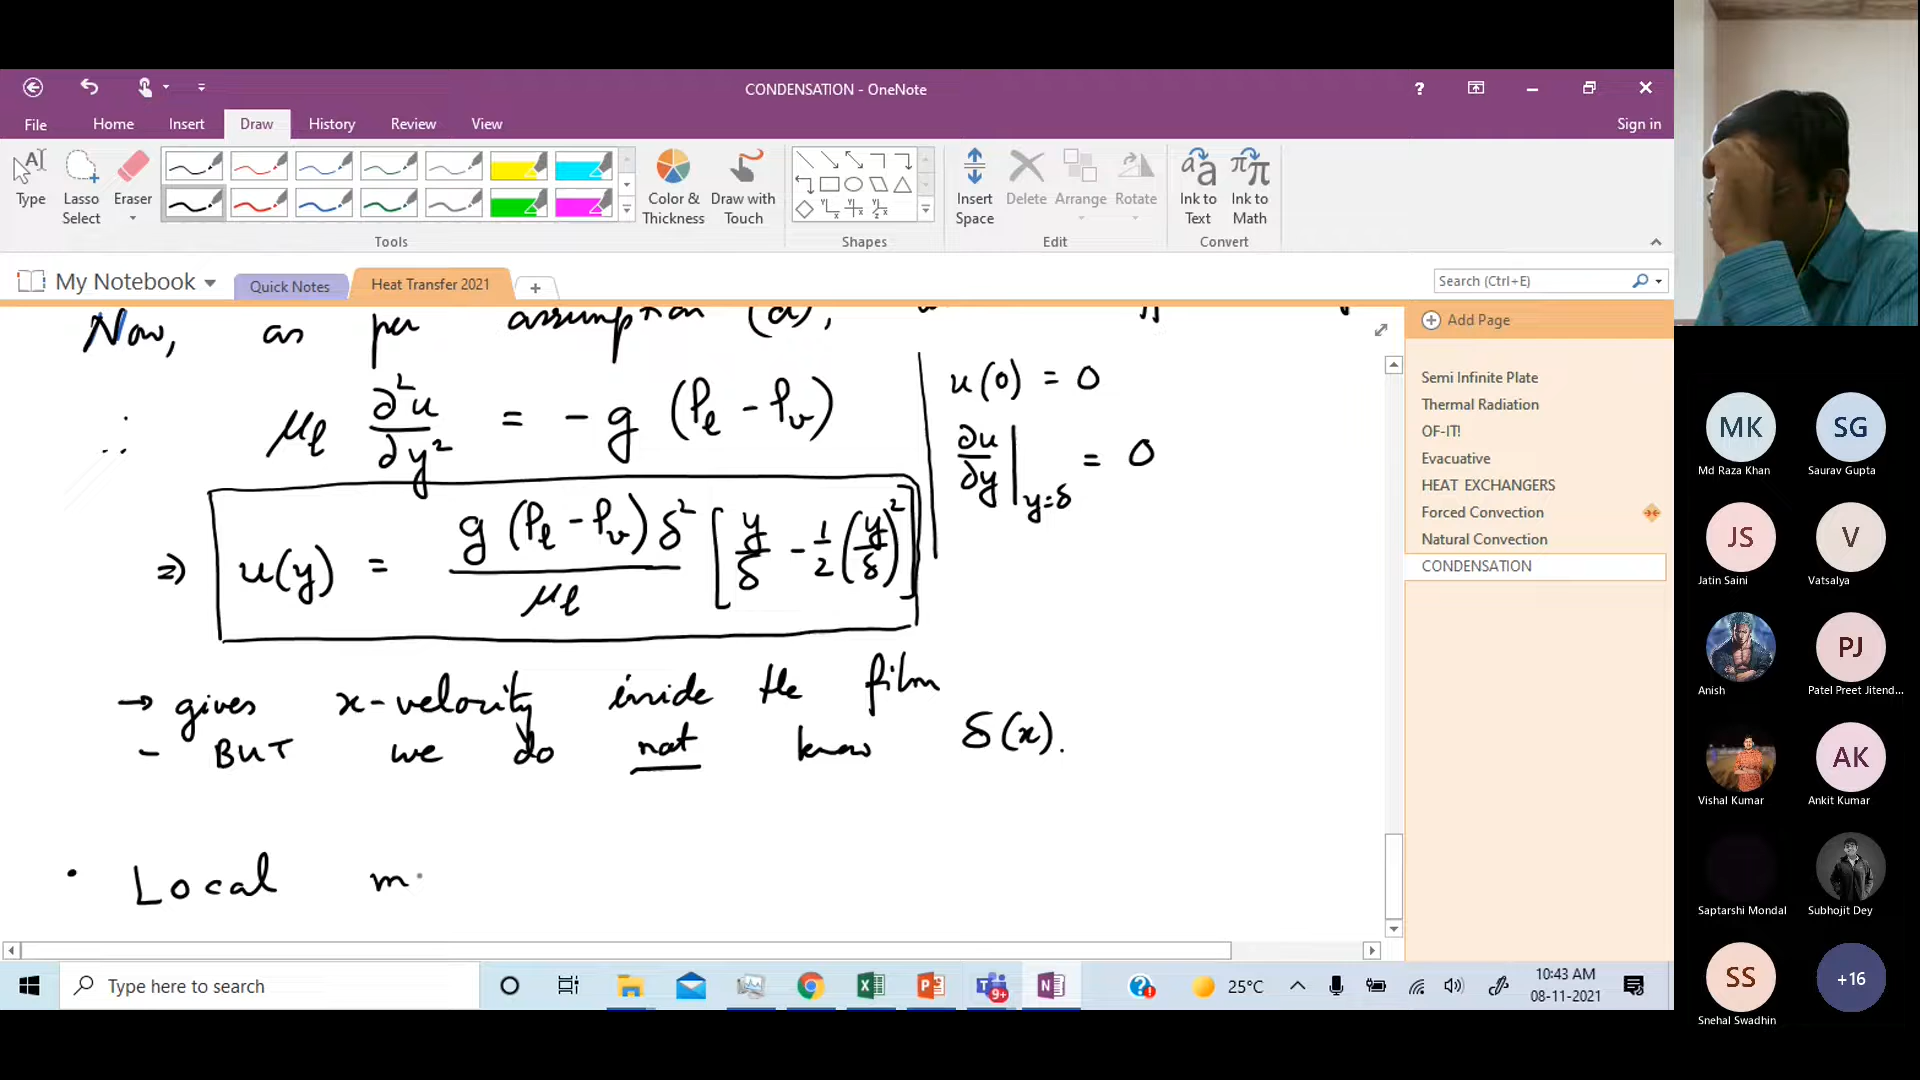 CONDENSATION - OneNote
?
File
Home
Insert
Draw
History
Review
View
Sign in
Type
Lasso Select
Eraser
Color & Thickness
Draw with Touch
Insert Space
Delete
Arrange
Rotate
Ink to Text
Ink to Math
Tools
Shapes
Edit
Convert
My Notebook
Quick Notes
Heat Transfer 2021
Search (Ctrl+E)
Now, as per assumption (a),
∴ μℓ ∂²u/∂y² = -g (ρℓ - ρv)
u(0) = 0
∂u/∂y|y=δ = 0
⇒ u(y) = g (ρℓ - ρv) δ²/μℓ [y/δ - 1/2 (y/δ)²]
→ gives x-velocity inside the film
- BUT we do not know δ(x).
• Local m
Add Page
Semi Infinite Plate
Thermal Radiation
OF-IT!
Evacuative
HEAT EXCHANGERS
Forced Convection
Natural Convection
CONDENSATION
MK
Md Raza Khan
SG
Saurav Gupta
JS
Jatin Saini
V
Vatsalya
Anish
PJ
Patel Preet Jitend...
Vishal Kumar
AK
Ankit Kumar
Saptarshi Mondal
Subhojit Dey
SS
Snehal Swadhin
+16
Type here to search
9+
25°C
10:43 AM
08-11-2021